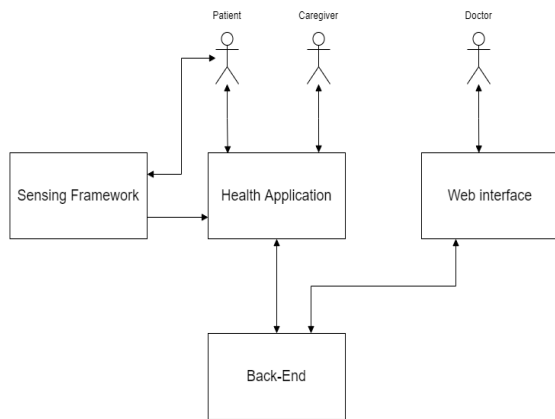 Patient
Caregiver
Doctor
Sensing Framework
Health Application
Web interface
Back-End